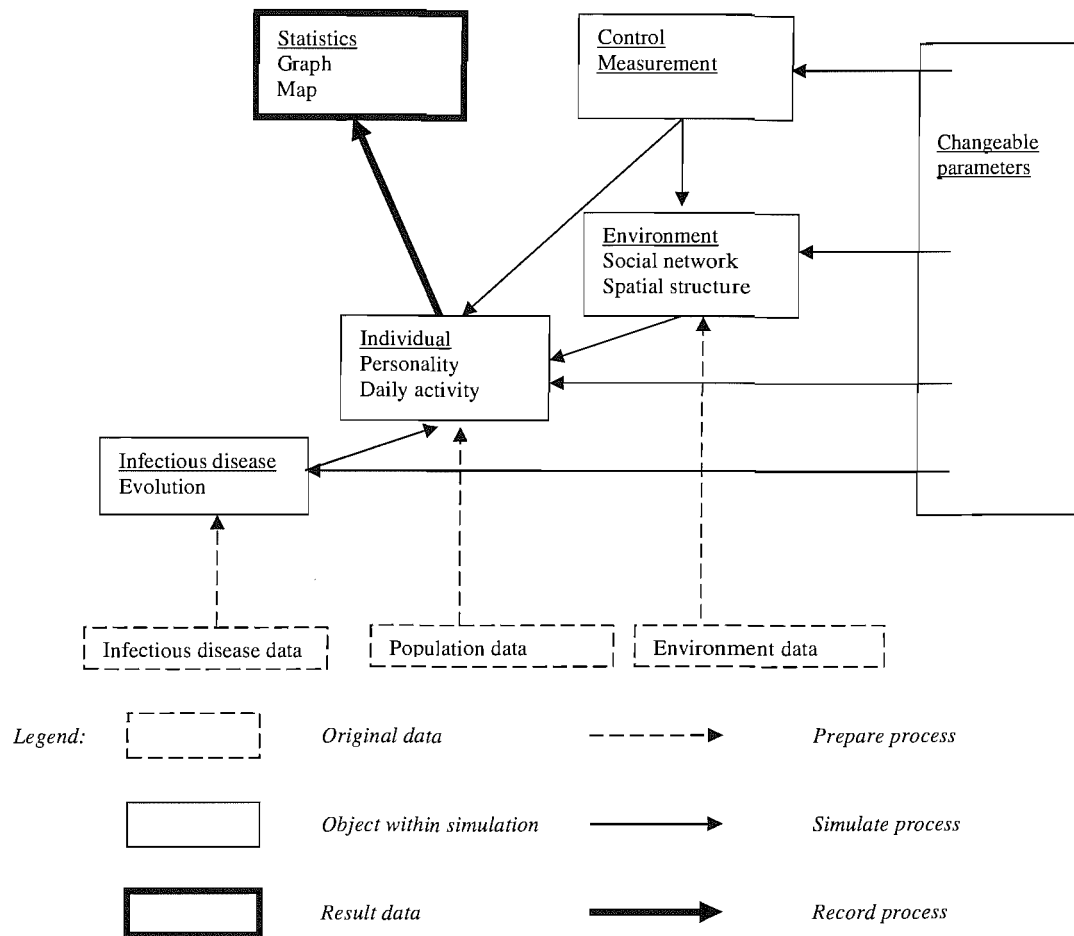 Statistics
Graph
Map
Control
Measurement
Changeable
parameters
Environment
Social network
Spatial structure
Individual
Personality
Daily activity
Infectious disease
Evolution
Infectious disease data
Population data
Environment data
Legend:
Original data
Prepare process
Object within simulation
Simulate process
Result data
Record process